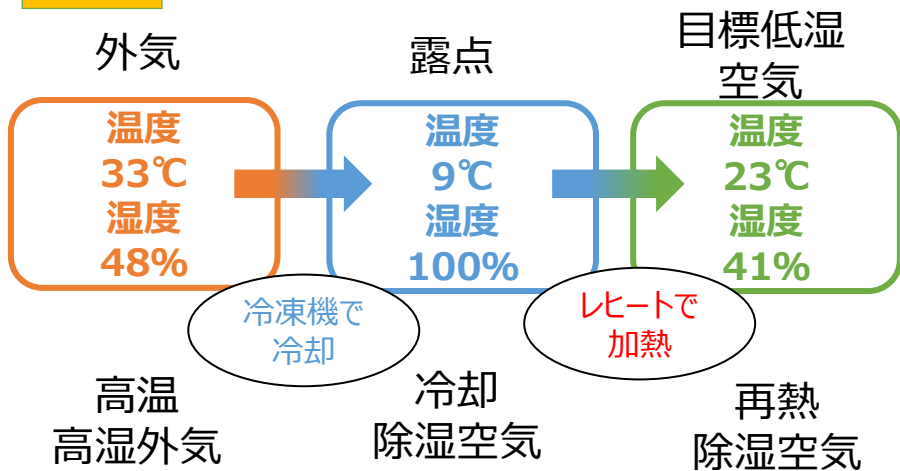 外気
露点
目標低湿
空気
温度
33℃
湿度
48%
温度
9℃
湿度
100%
温度
23℃
湿度
41%
冷凍機で
冷却
レヒートで
加熱
高温
高湿外気
冷却
除湿空気
再熱
除湿空気